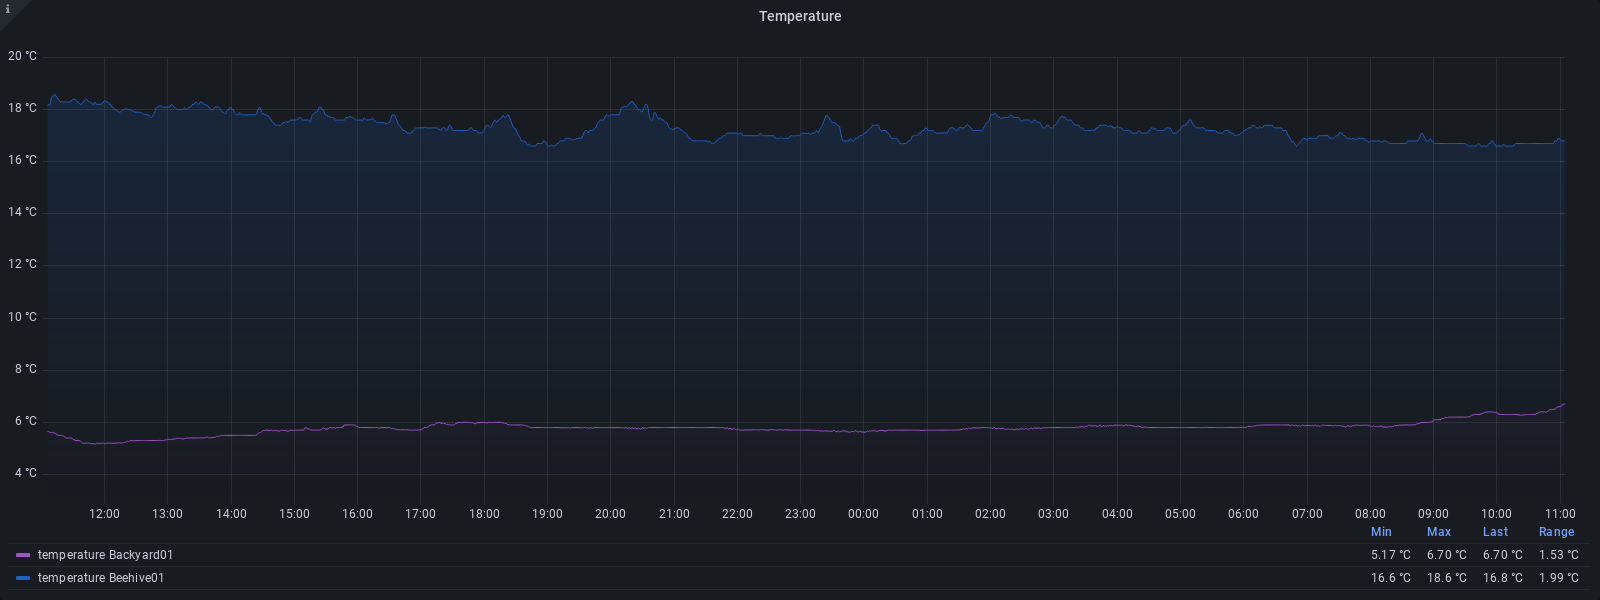 i
Temperature
20 °C
18 °C
16 °C
14 °C
12 °C
10 °C
8 °C
6 °C
4 °C
12:00 13:00 14:00 15:00 16:00 17:00 18:00 19:00 20:00 21:00 22:00 23:00 00:00 01:00 02:00 03:00 04:00 05:00 06:00 07:00 08:00 09:00 10:00 11:00
Min Max Last Range
temperature Backyard01 5.17 °C 6.70 °C 6.70 °C 1.53 °C
temperature Beehive01 16.6 °C 18.6 °C 16.8 °C 1.99 °C